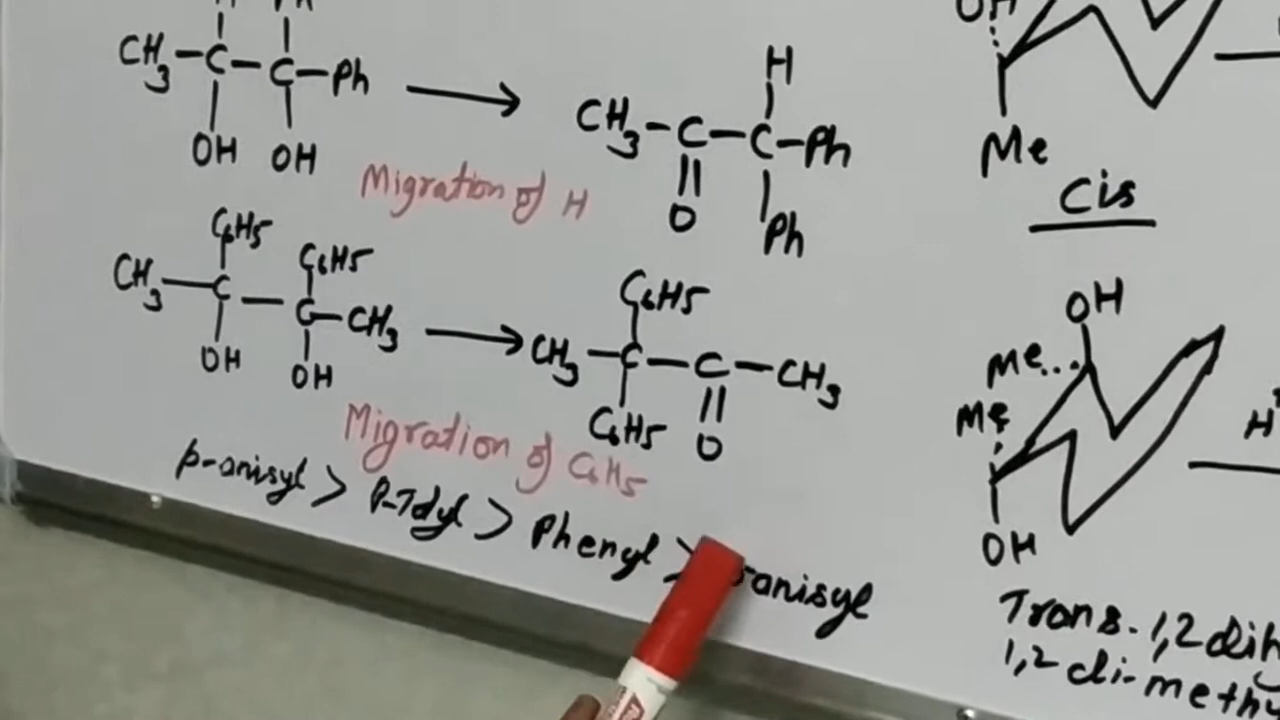 CH3-C-C-Ph
OH OH
CH3-C-C-Ph
H
O
Ph
Migration of H
C6H5
C6H5
CH3-C-C-CH3
OH
OH
C6H5
CH3-C-C-CH3
C6H5
O
Migration of C6H5
p-anisyl > P-Tolyl > Phenyl > anisyl
OH
Me
Cis
OH
Me
Me
OH
H
Trans. 1,2 dih
1,2 di-methy